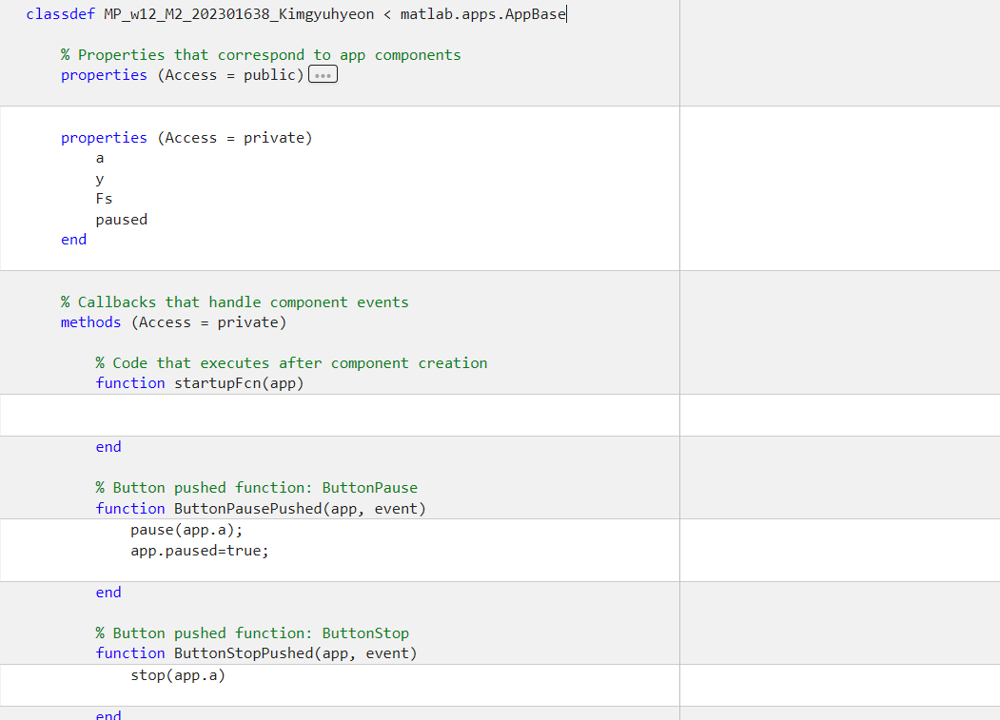 classdef MP_w12_M2_202301638_Kimgyuhyeon < matlab.apps.AppBase
% Properties that correspond to app components
properties (Access = public) ...
properties (Access = private)
a
y
Fs
paused
end
% Callbacks that handle component events
methods (Access = private)
% Code that executes after component creation
function startupFcn(app)
end
% Button pushed function: ButtonPause
function ButtonPausePushed(app, event)
pause(app.a);
app.paused=true;
end
% Button pushed function: ButtonStop
function ButtonStopPushed(app, event)
stop(app.a)
end